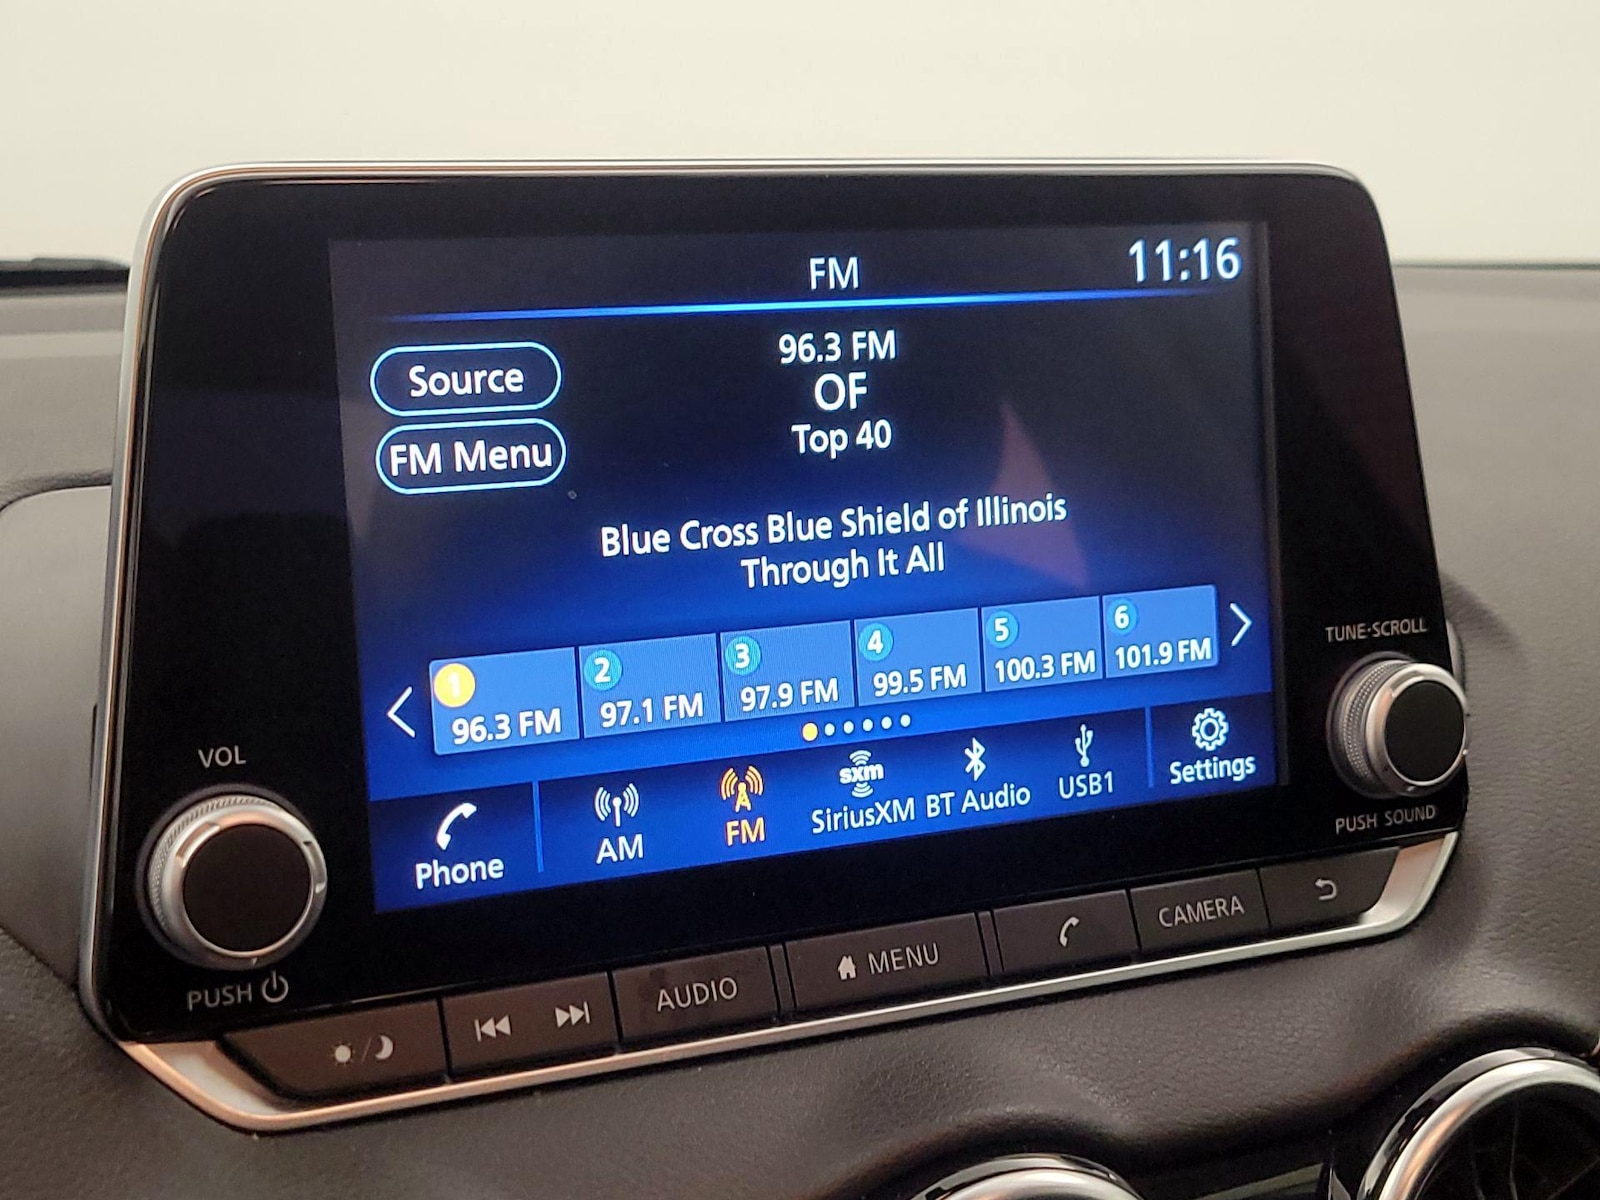 FM
11:16
Source
FM Menu
96.3 FM
OF
Top 40
Blue Cross Blue Shield of Illinois
Through It All
1
96.3 FM
2
97.1 FM
3
97.9 FM
4
99.5 FM
5
100.3 FM
6
101.9 FM
Phone
AM
FM
sxm
SiriusXM
BT Audio
USB1
Settings
VOL
PUSH
TUNE·SCROLL
PUSH SOUND
AUDIO
MENU
CAMERA